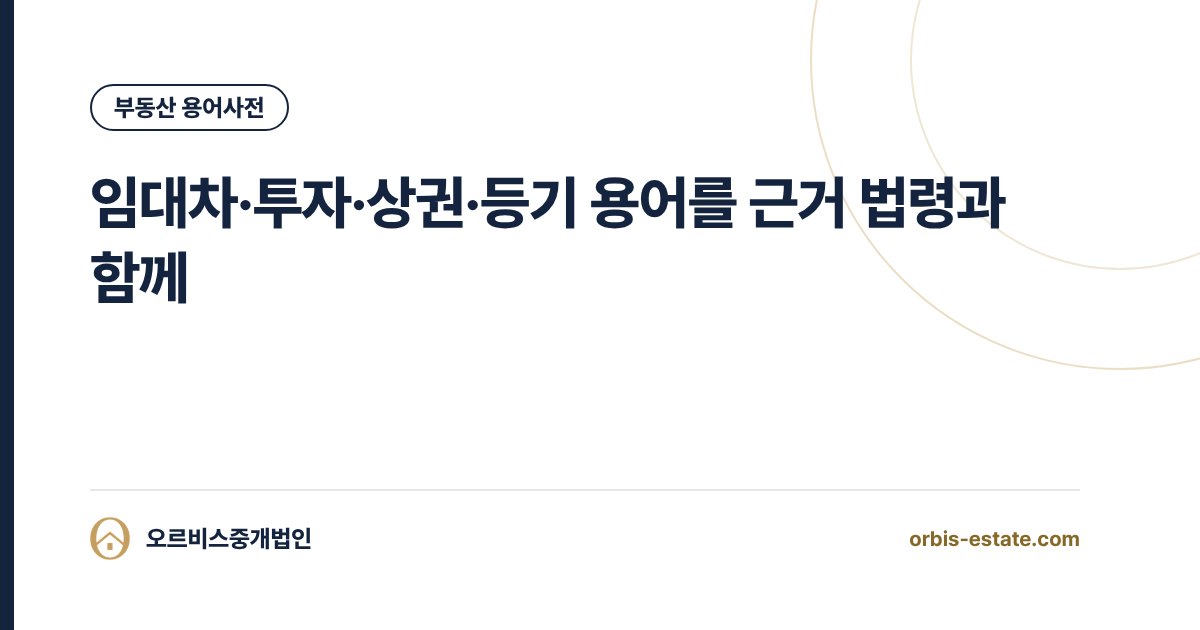 부동산 용어사전
임대차·투자·상권·등기 용어를 근거 법령과
함께
오르비스중개법인
orbis-estate.com